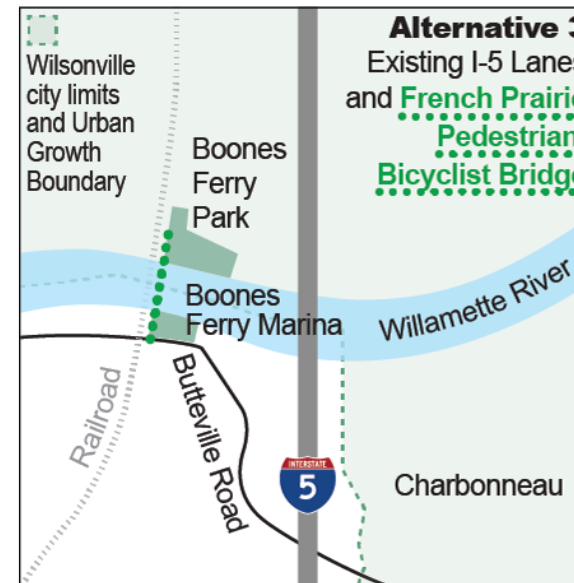 Alternative 3
Existing I-5 Lanes
and French Prairie
Pedestrian
Bicyclist Bridge
Wilsonville
city limits
and Urban
Growth
Boundary
Boones
Ferry
Park
Boones
Ferry Marina
Willamette River
Railroad
Butteville Road
INTERSTATE
5
Charbonneau